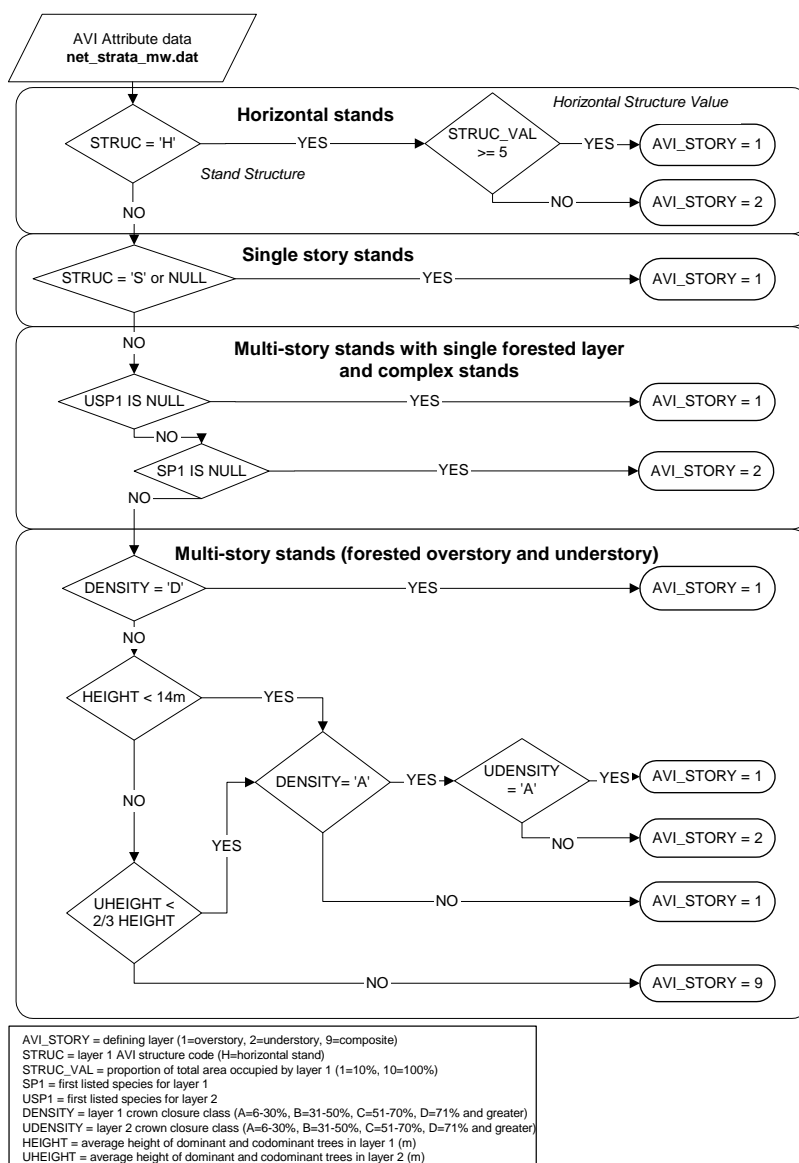 AVI Attribute data
net_strata_mw.dat
Horizontal stands
Horizontal Structure Value
STRUC = 'H'
YES
Stand Structure
STRUC_VAL
>= 5
YES
AVI_STORY = 1
NO
AVI_STORY = 2
NO
Single story stands
STRUC = 'S' or NULL
YES
AVI_STORY = 1
NO
Multi-story stands with single forested layer
and complex stands
USP1 IS NULL
YES
AVI_STORY = 1
NO
SP1 IS NULL
YES
AVI_STORY = 2
NO
Multi-story stands (forested overstory and understory)
DENSITY = 'D'
YES
AVI_STORY = 1
NO
HEIGHT < 14m
YES
DENSITY= 'A'
YES
UDENSITY
= 'A'
YES
AVI_STORY = 1
NO
AVI_STORY = 2
NO
YES
UHEIGHT <
2/3 HEIGHT
NO
AVI_STORY = 1
NO
AVI_STORY = 9
AVI_STORY = defining layer (1=overstory, 2=understory, 9=composite)
STRUC = layer 1 AVI structure code (H=horizontal stand)
STRUC_VAL = proportion of total area occupied by layer 1 (1=10%, 10=100%)
SP1 = first listed species for layer 1
USP1 = first listed species for layer 2
DENSITY = layer 1 crown closure class (A=6-30%, B=31-50%, C=51-70%, D=71% and greater)
UDENSITY = layer 2 crown closure class (A=6-30%, B=31-50%, C=51-70%, D=71% and greater)
HEIGHT = average height of dominant and codominant trees in layer 1 (m)
UHEIGHT = average height of dominant and codominant trees in layer 2 (m)